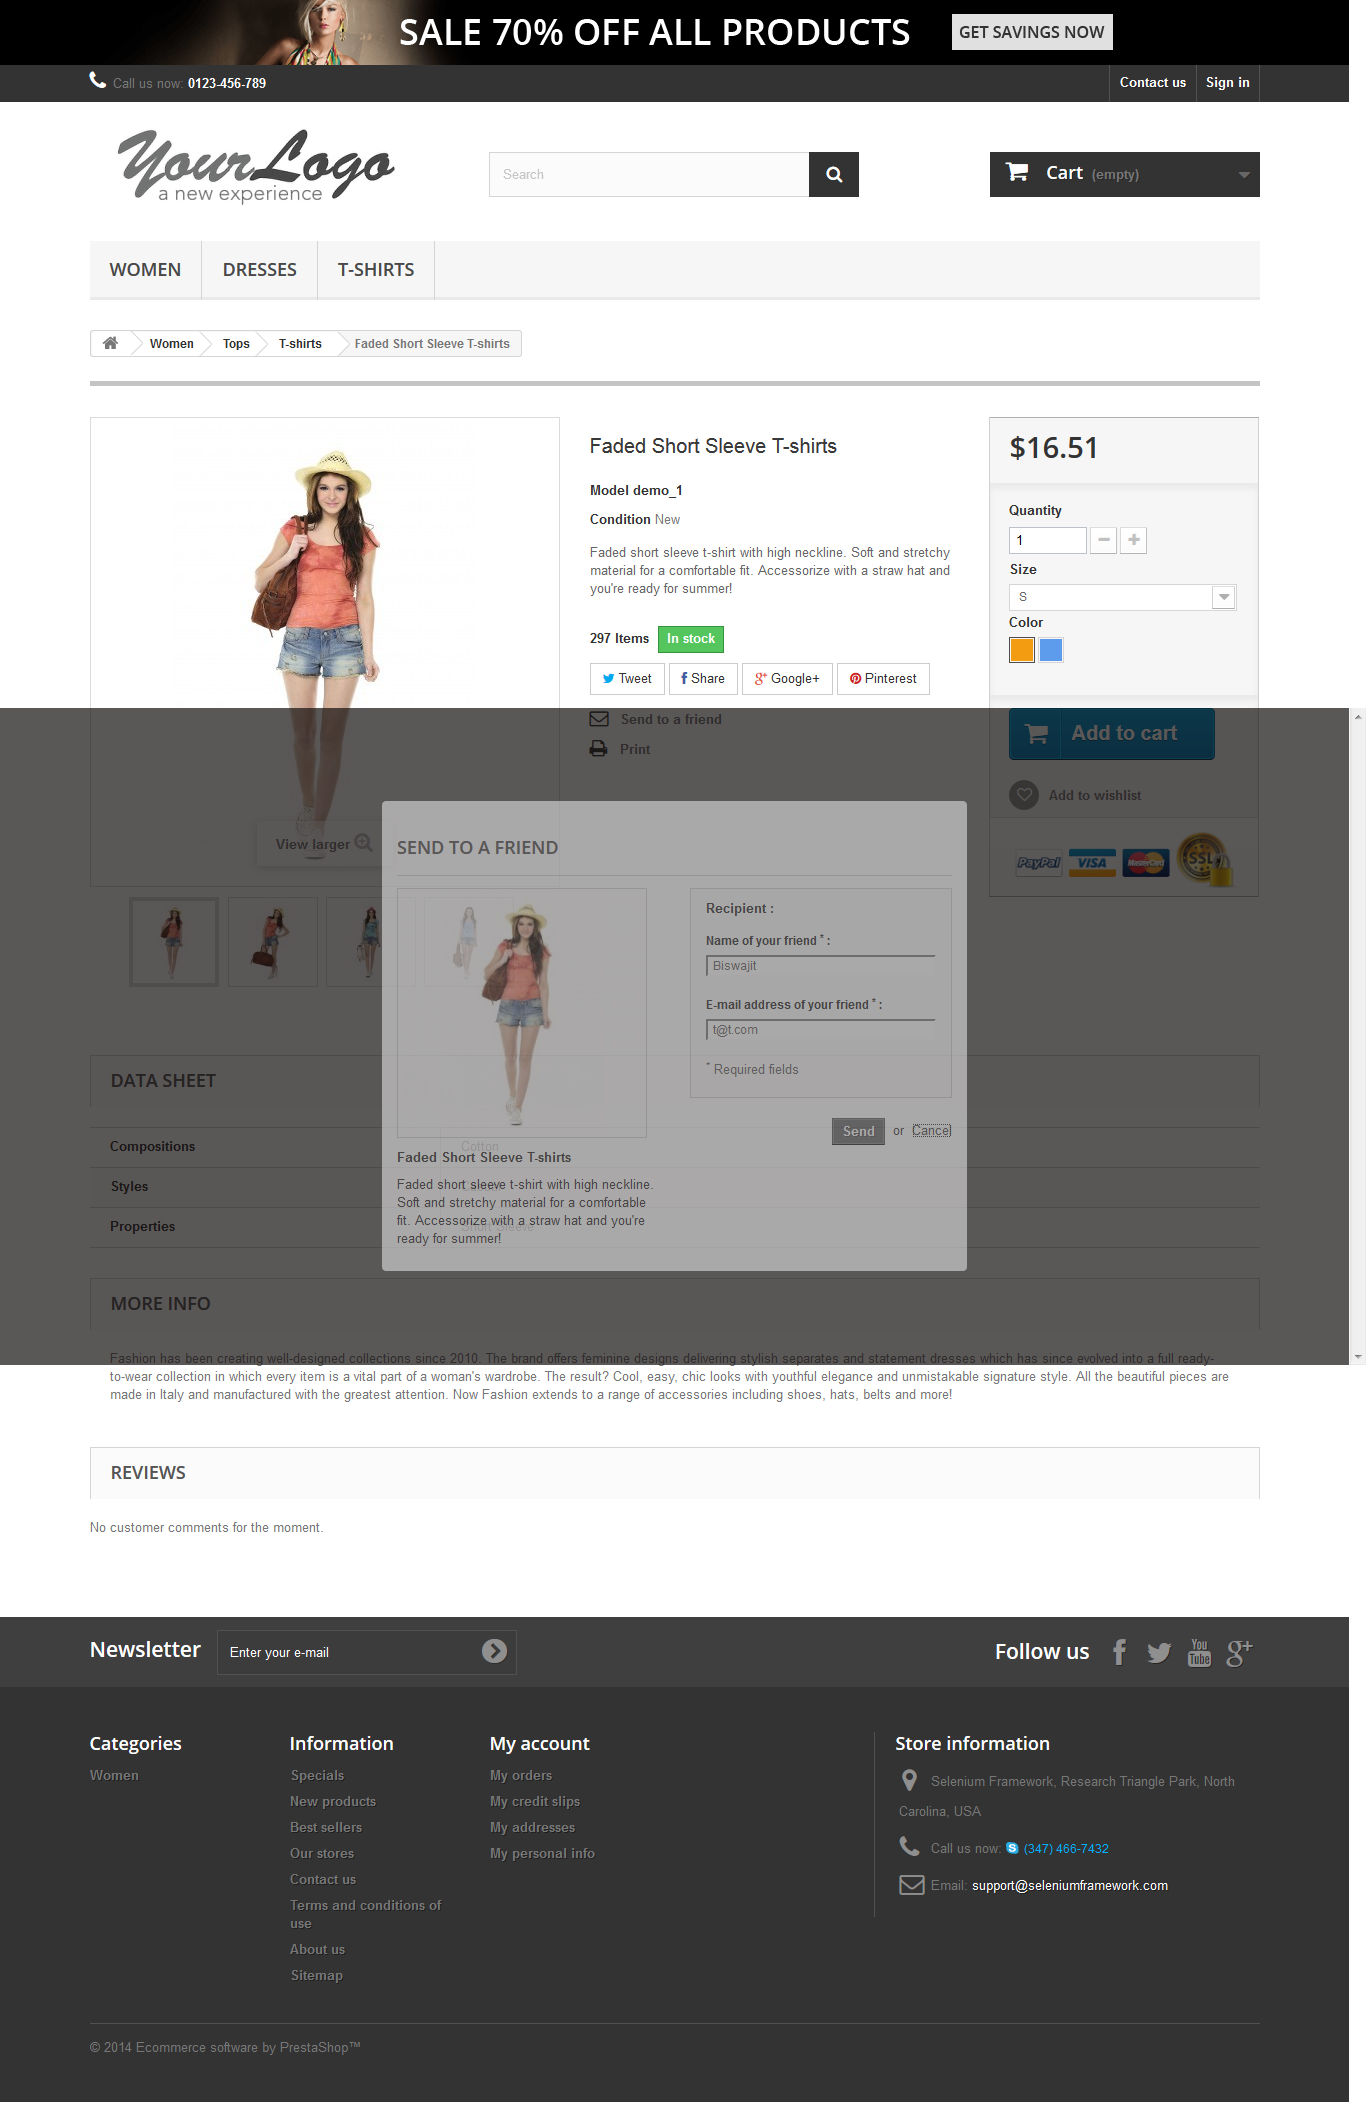 SALE 70% OFF ALL PRODUCTS GET SAVINGS NOW
Call us now: 0123-456-789 Contact us Sign in
YourLogo
a new experience
Search
Cart (empty)
WOMEN DRESSES T-SHIRTS
Women Tops T-shirts Faded Short Sleeve T-shirts
Faded Short Sleeve T-shirts
Model demo_1
Condition New
Faded short sleeve t-shirt with high neckline. Soft and stretchy
material for a comfortable fit. Accessorize with a straw hat and
you're ready for summer!
297 Items In stock
Tweet Share Google+ Pinterest
Send to a friend
Print
$16.51
Quantity
1
Size
S
Color
Add to cart
Add to wishlist
PayPal VISA MasterCard SSL
View larger
SEND TO A FRIEND
Recipient :
Name of your friend * :
Biswajit
E-mail address of your friend * :
t@t.com
* Required fields
Send or Cancel
Faded Short Sleeve T-shirts
Faded short sleeve t-shirt with high neckline.
Soft and stretchy material for a comfortable
fit. Accessorize with a straw hat and you're
ready for summer!
DATA SHEET
Compositions Cotton
Styles
Properties Short Sleeve
MORE INFO
Fashion has been creating well-designed collections since 2010. The brand offers feminine designs delivering stylish separates and statement dresses which has since evolved into a full ready-
to-wear collection in which every item is a vital part of a woman's wardrobe. The result? Cool, easy, chic looks with youthful elegance and unmistakable signature style. All the beautiful pieces are
made in Italy and manufactured with the greatest attention. Now Fashion extends to a range of accessories including shoes, hats, belts and more!
REVIEWS
No customer comments for the moment.
Newsletter Enter your e-mail
Follow us You Tube
Categories
Women
Information
Specials
New products
Best sellers
Our stores
Contact us
Terms and conditions of
use
About us
Sitemap
My account
My orders
My credit slips
My addresses
My personal info
Store information
Selenium Framework, Research Triangle Park, North
Carolina, USA
Call us now: (347) 466-7432
Email: support@seleniumframework.com
© 2014 Ecommerce software by PrestaShop™